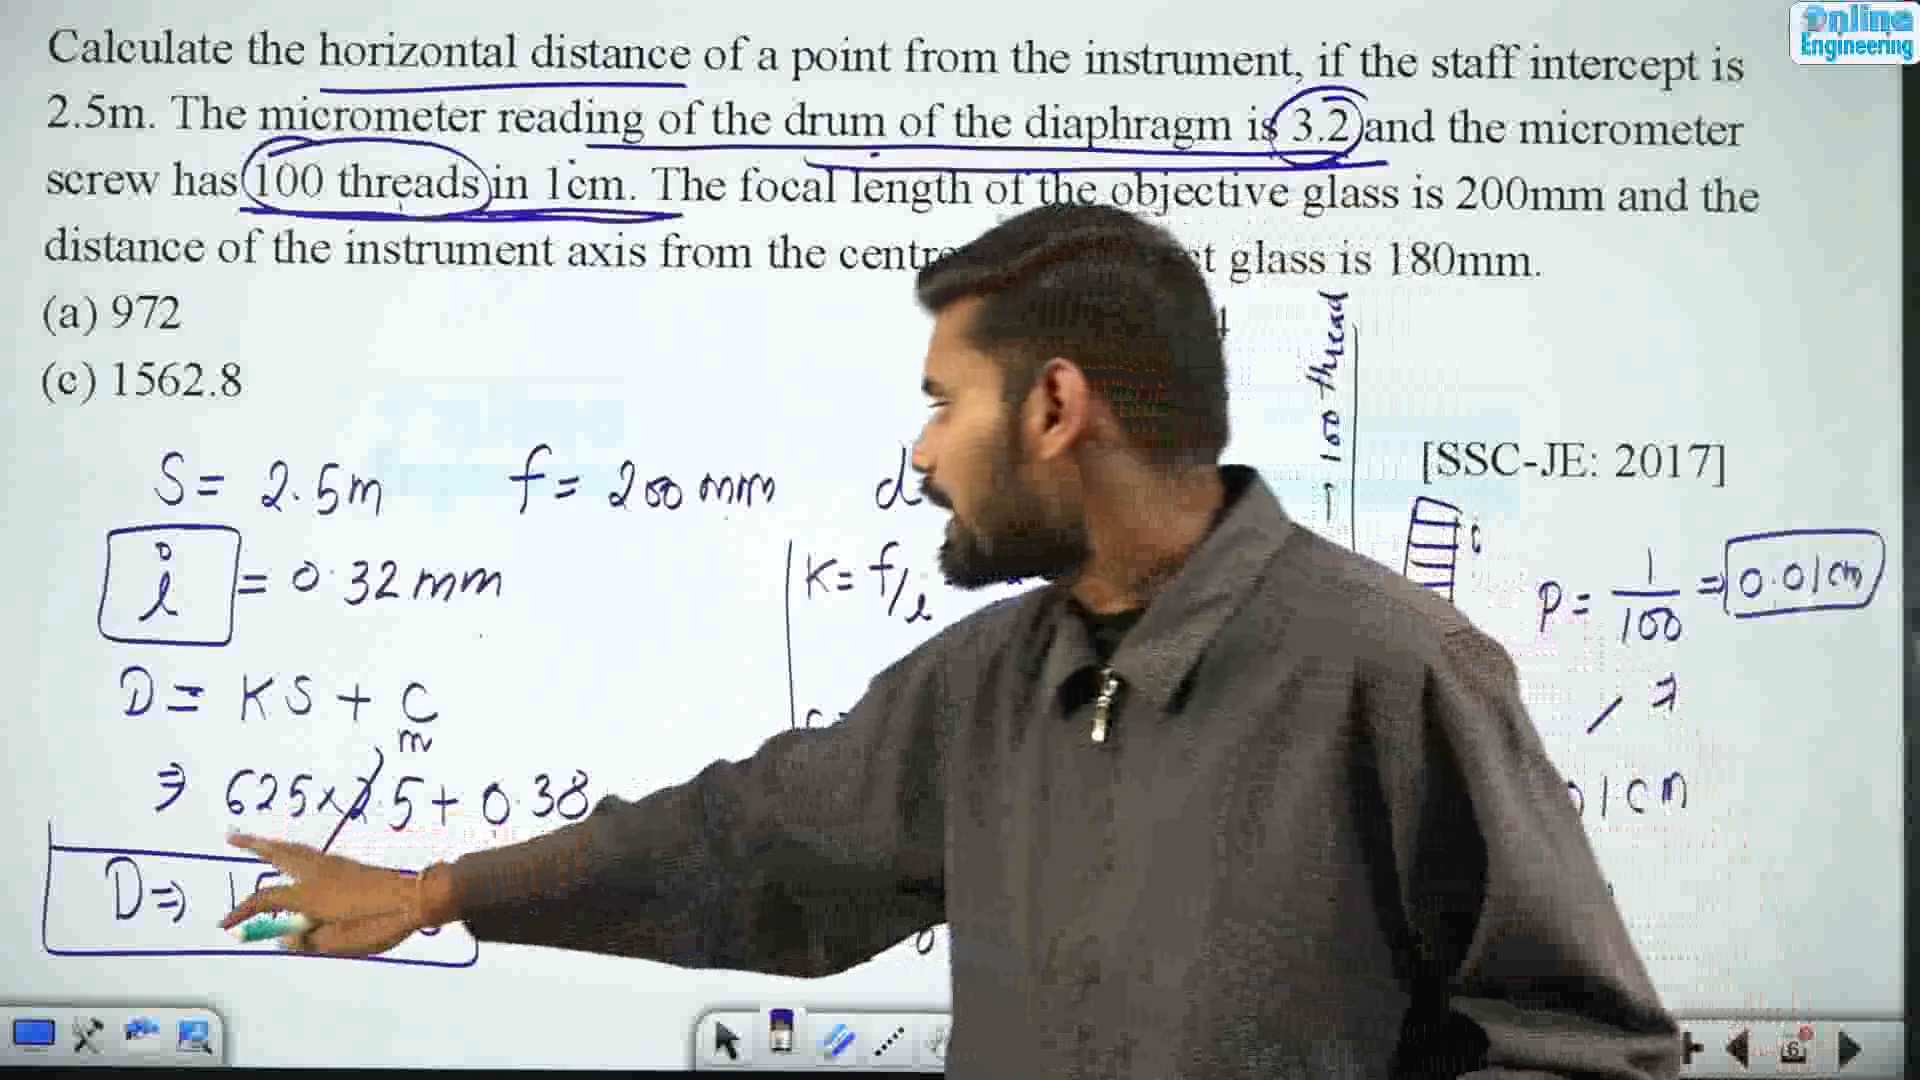 Online
Engineering
Calculate the horizontal distance of a point from the instrument, if the staff intercept is
2.5m. The micrometer reading of the drum of the diaphragm is 3.2 and the micrometer
screw has 100 threads in 1cm. The focal length of the objective glass is 200mm and the
distance of the instrument axis from the centre glass is 180mm.
(a) 972
(c) 1562.8
[SSC-JE: 2017]
→ 100 thread
S = 2.5m f = 200 mm d
i = 0.32 mm
K = f/i
P = 1/100 ⇒ 0.01cm
D = KS + C
m
⇒ 625 × 2.5 + 0.38
1cm
D ⇒
6